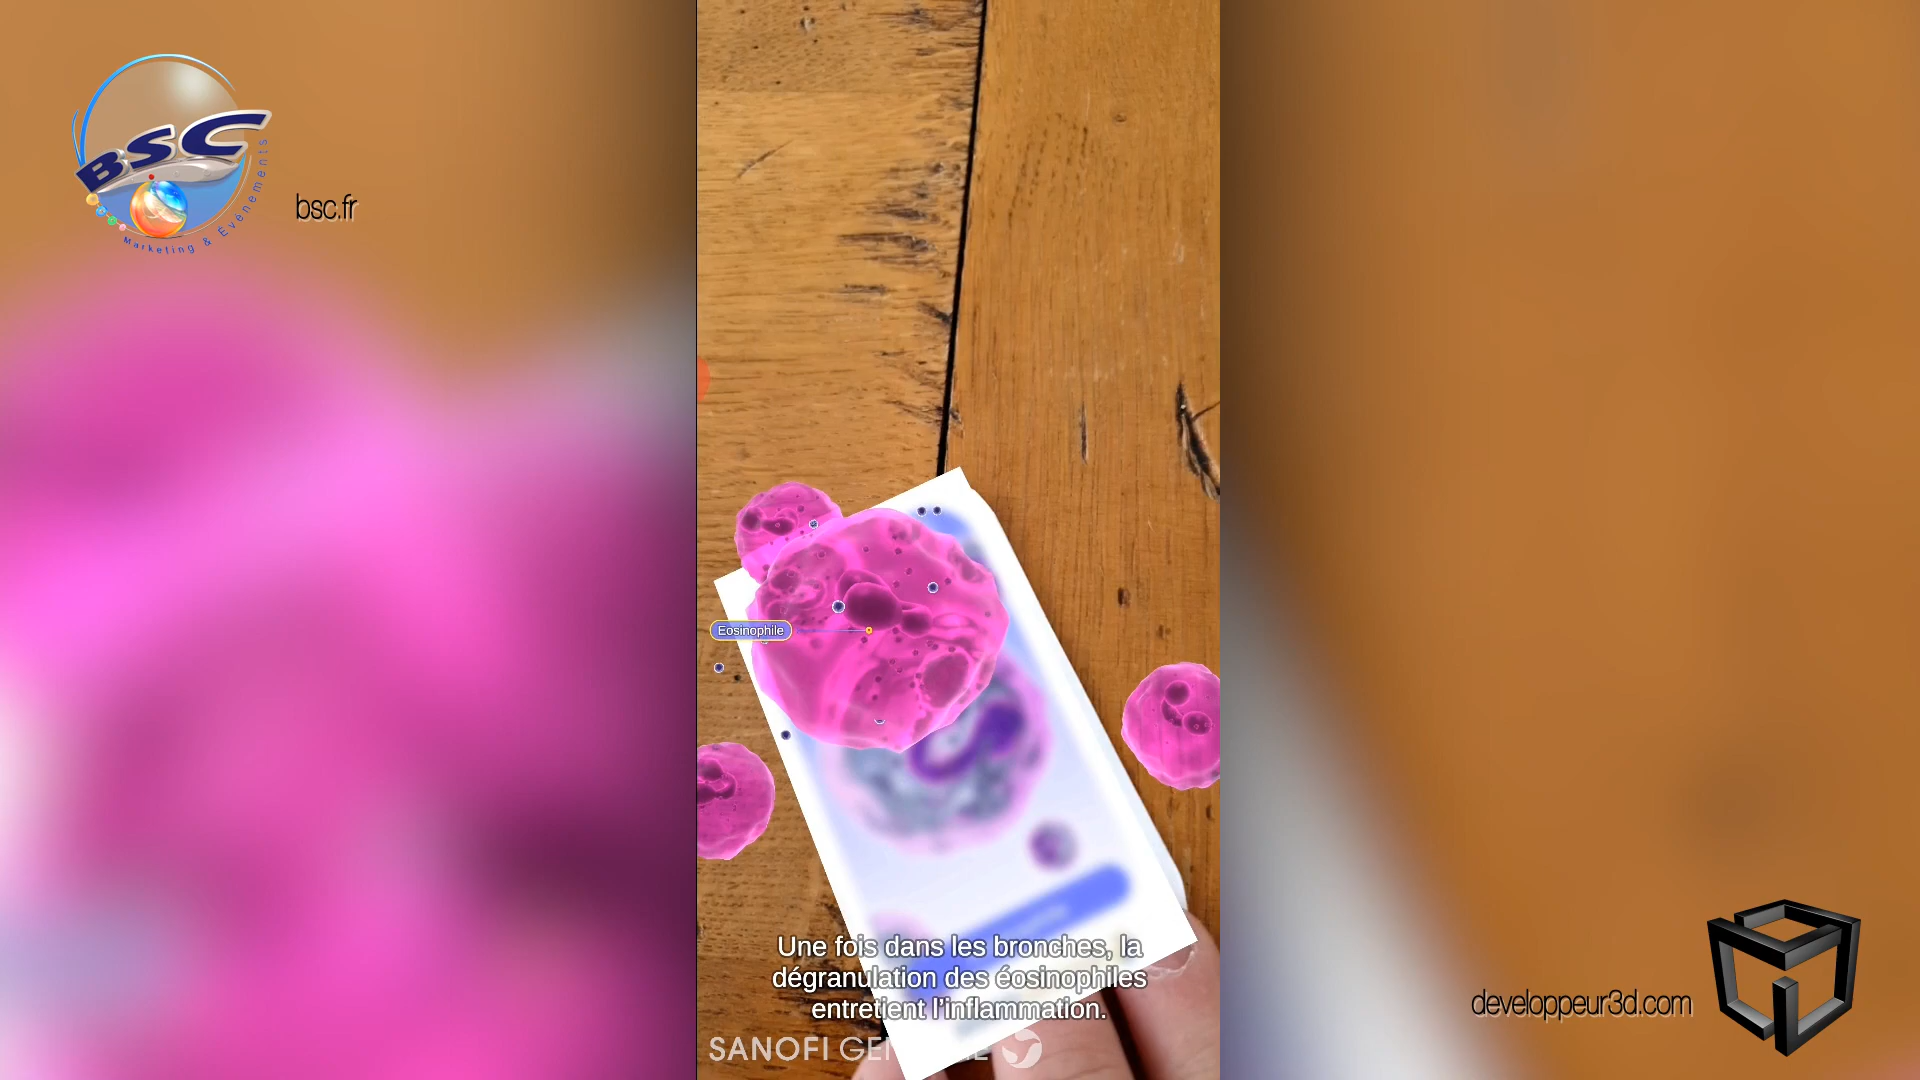 BSC
Marketing & Événements
bsc.fr
Eosinophile
Une fois dans les bronches, la
dégranulation des éosinophiles
entretient l'inflammation.
SANOFI
developpeur3d.com